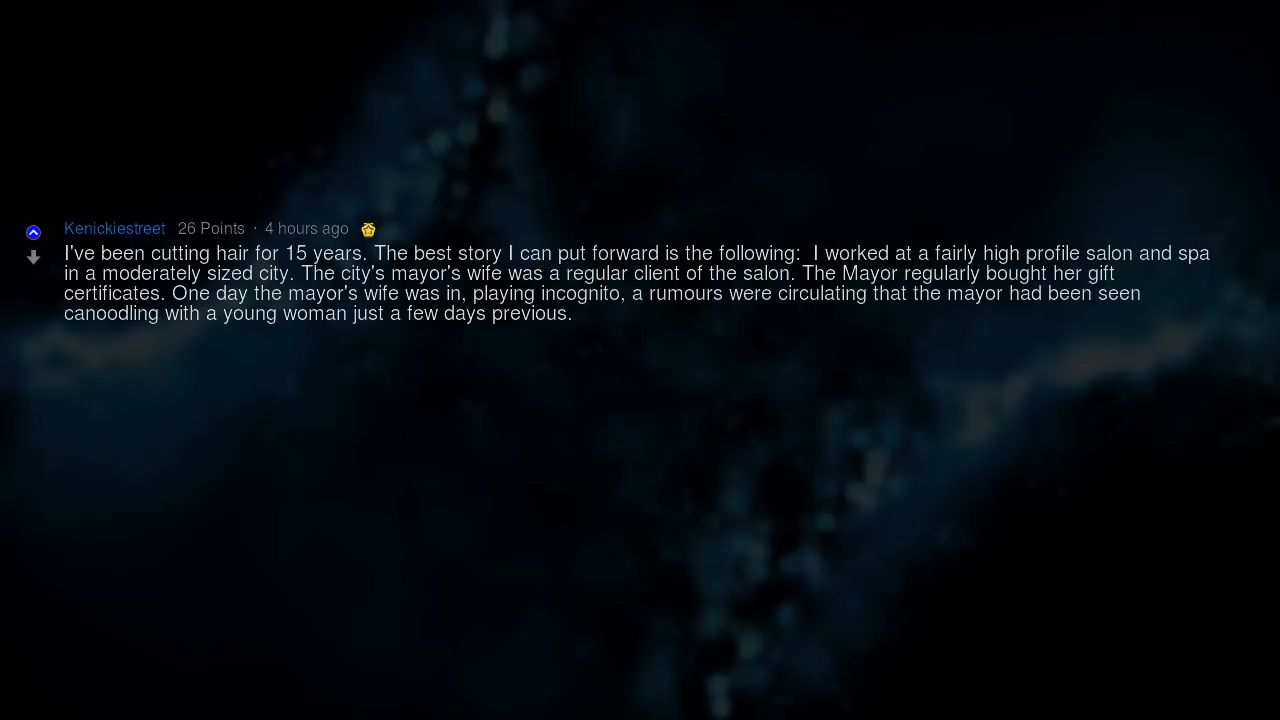 Kenickiestreet 26 Points · 4 hours ago
I've been cutting hair for 15 years. The best story I can put forward is the following:  I worked at a fairly high profile salon and spa
in a moderately sized city. The city's mayor's wife was a regular client of the salon. The Mayor regularly bought her gift
certificates. One day the mayor's wife was in, playing incognito, a rumours were circulating that the mayor had been seen
canoodling with a young woman just a few days previous.